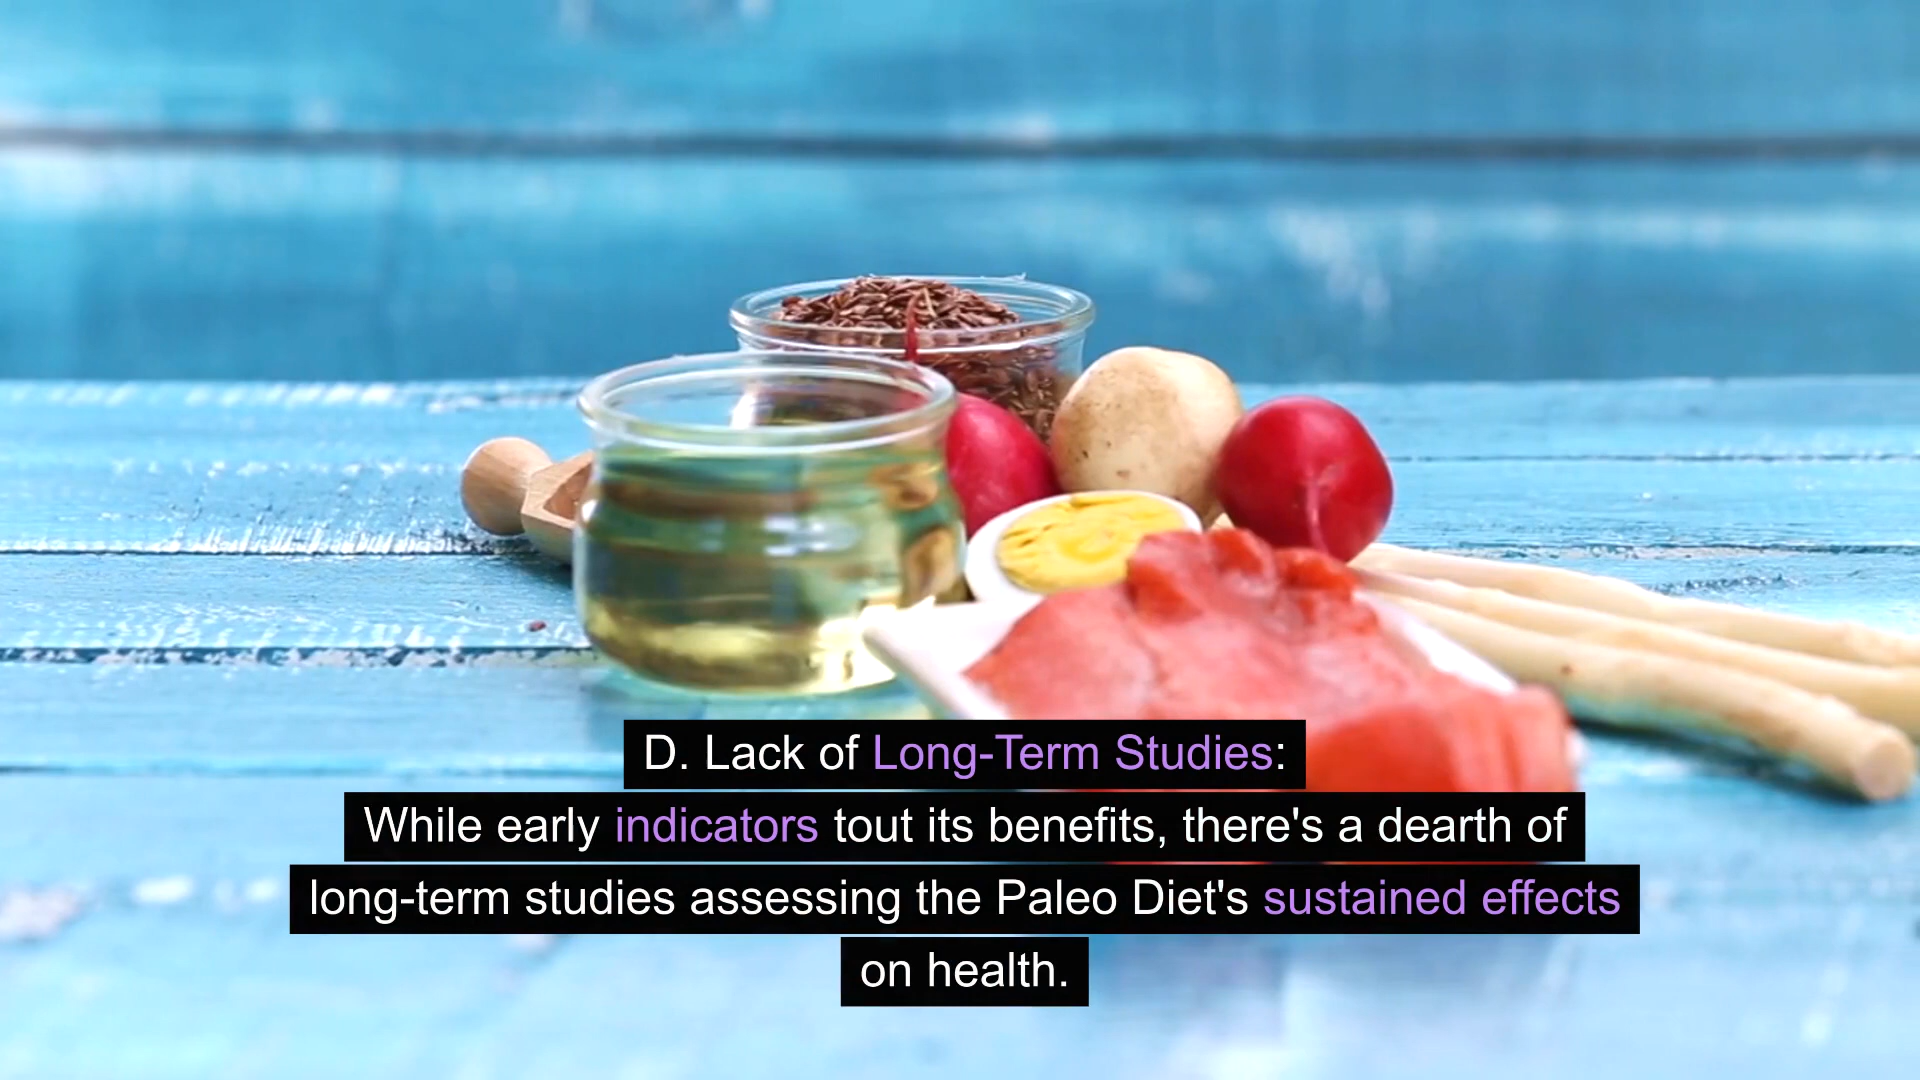 D. Lack of Long-Term Studies:
While early indicators tout its benefits, there's a dearth of
long-term studies assessing the Paleo Diet's sustained effects
on health.